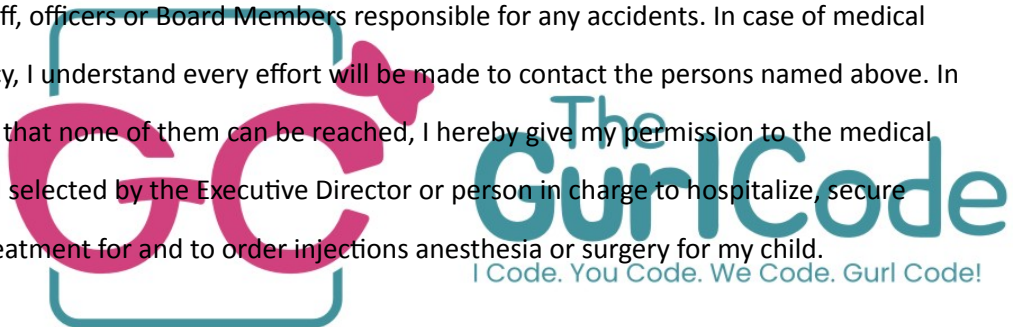 ff, officers or Board Members responsible for any accidents. In case of medical
cy, I understand every effort will be made to contact the persons named above. In
that none of them can be reached, I hereby give my permission to the medical
selected by the Executive Director or person in charge to hospitalize, secure
eatment for and to order injections anesthesia or surgery for my child.
GC
The
GurlCode
I Code. You Code. We Code. Gurl Code!